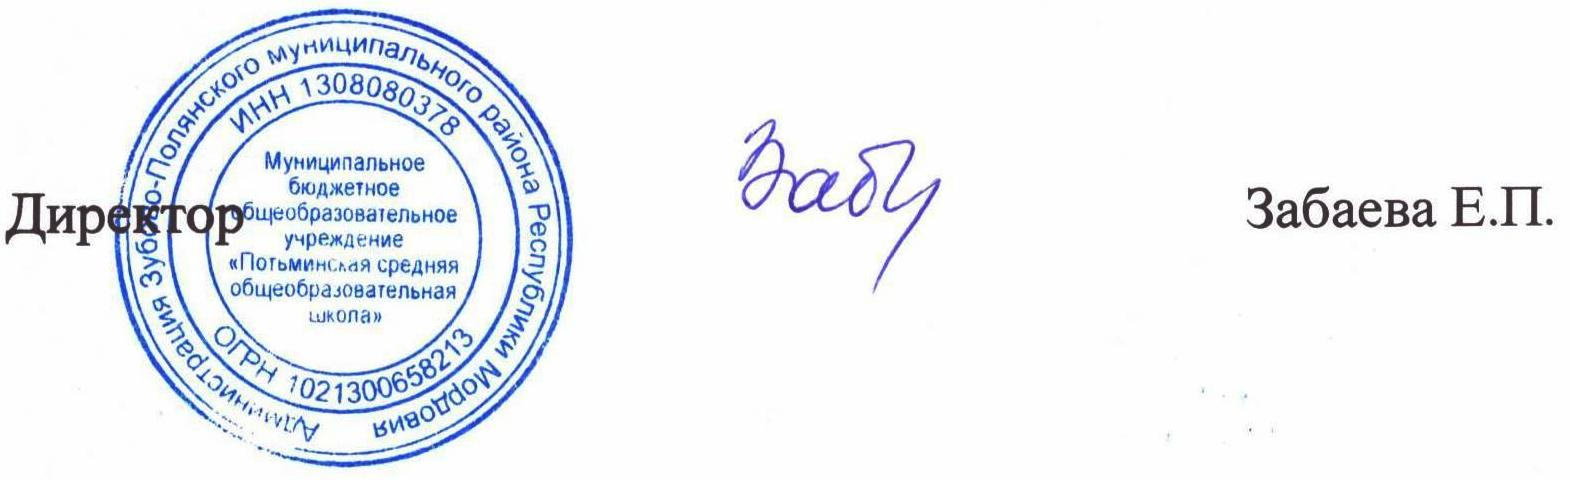 Администрация Зубово-Полянского муниципального района Республики Мордовия
ИНН 1308080378
Муниципальное
бюджетное
общеобразовательное
учреждение
«Потьминская средняя
общеобразовательная
школа»
ОГРН 1021300658213
Директор
Забаева Е.П.